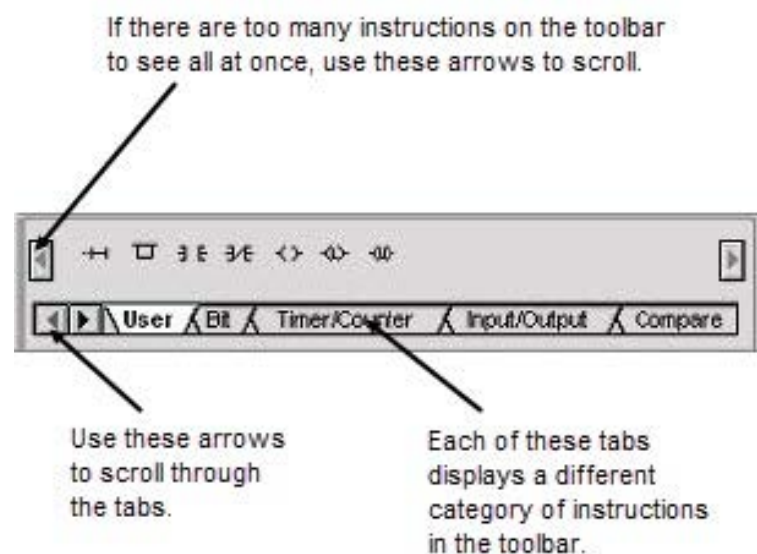 If there are too many instructions on the toolbar
to see all at once, use these arrows to scroll.
User Bit Timer/Counter Input/Output Compare
Use these arrows
to scroll through
the tabs.
Each of these tabs
displays a different
category of instructions
in the toolbar.